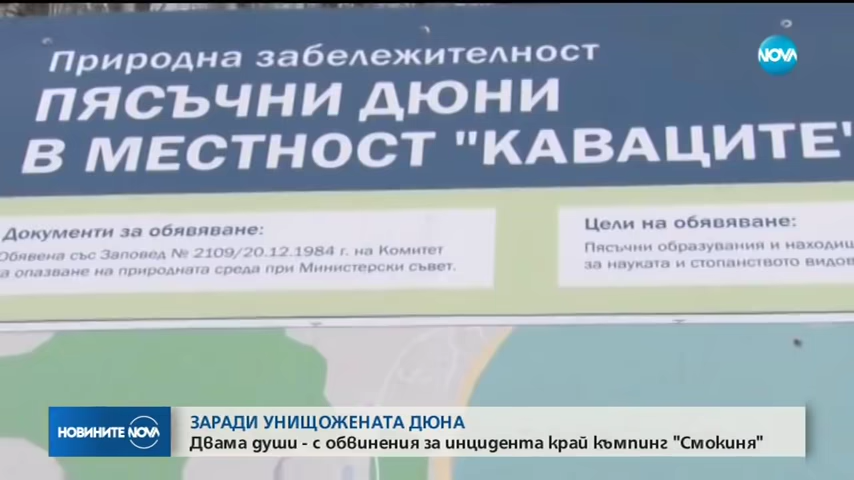 Природна забележителност
NOVA
ПЯСЪЧНИ ДЮНИ
В МЕСТНОСТ "КАВАЦИТЕ"
Документи за обявяване:
Обявена със Заповед № 2109/20.12.1984 г. на Комитет
за опазване на природната среда при Министерски съвет.
Цели на обявяване:
Пясъчни образувания и
за науката и стопанството
НОВИНИТЕ NOVA
ЗАРАДИ УНИЩОЖЕНАТА ДЮНА
Двама души - с обвинения за инцидента край къмпинг "Смокиня"